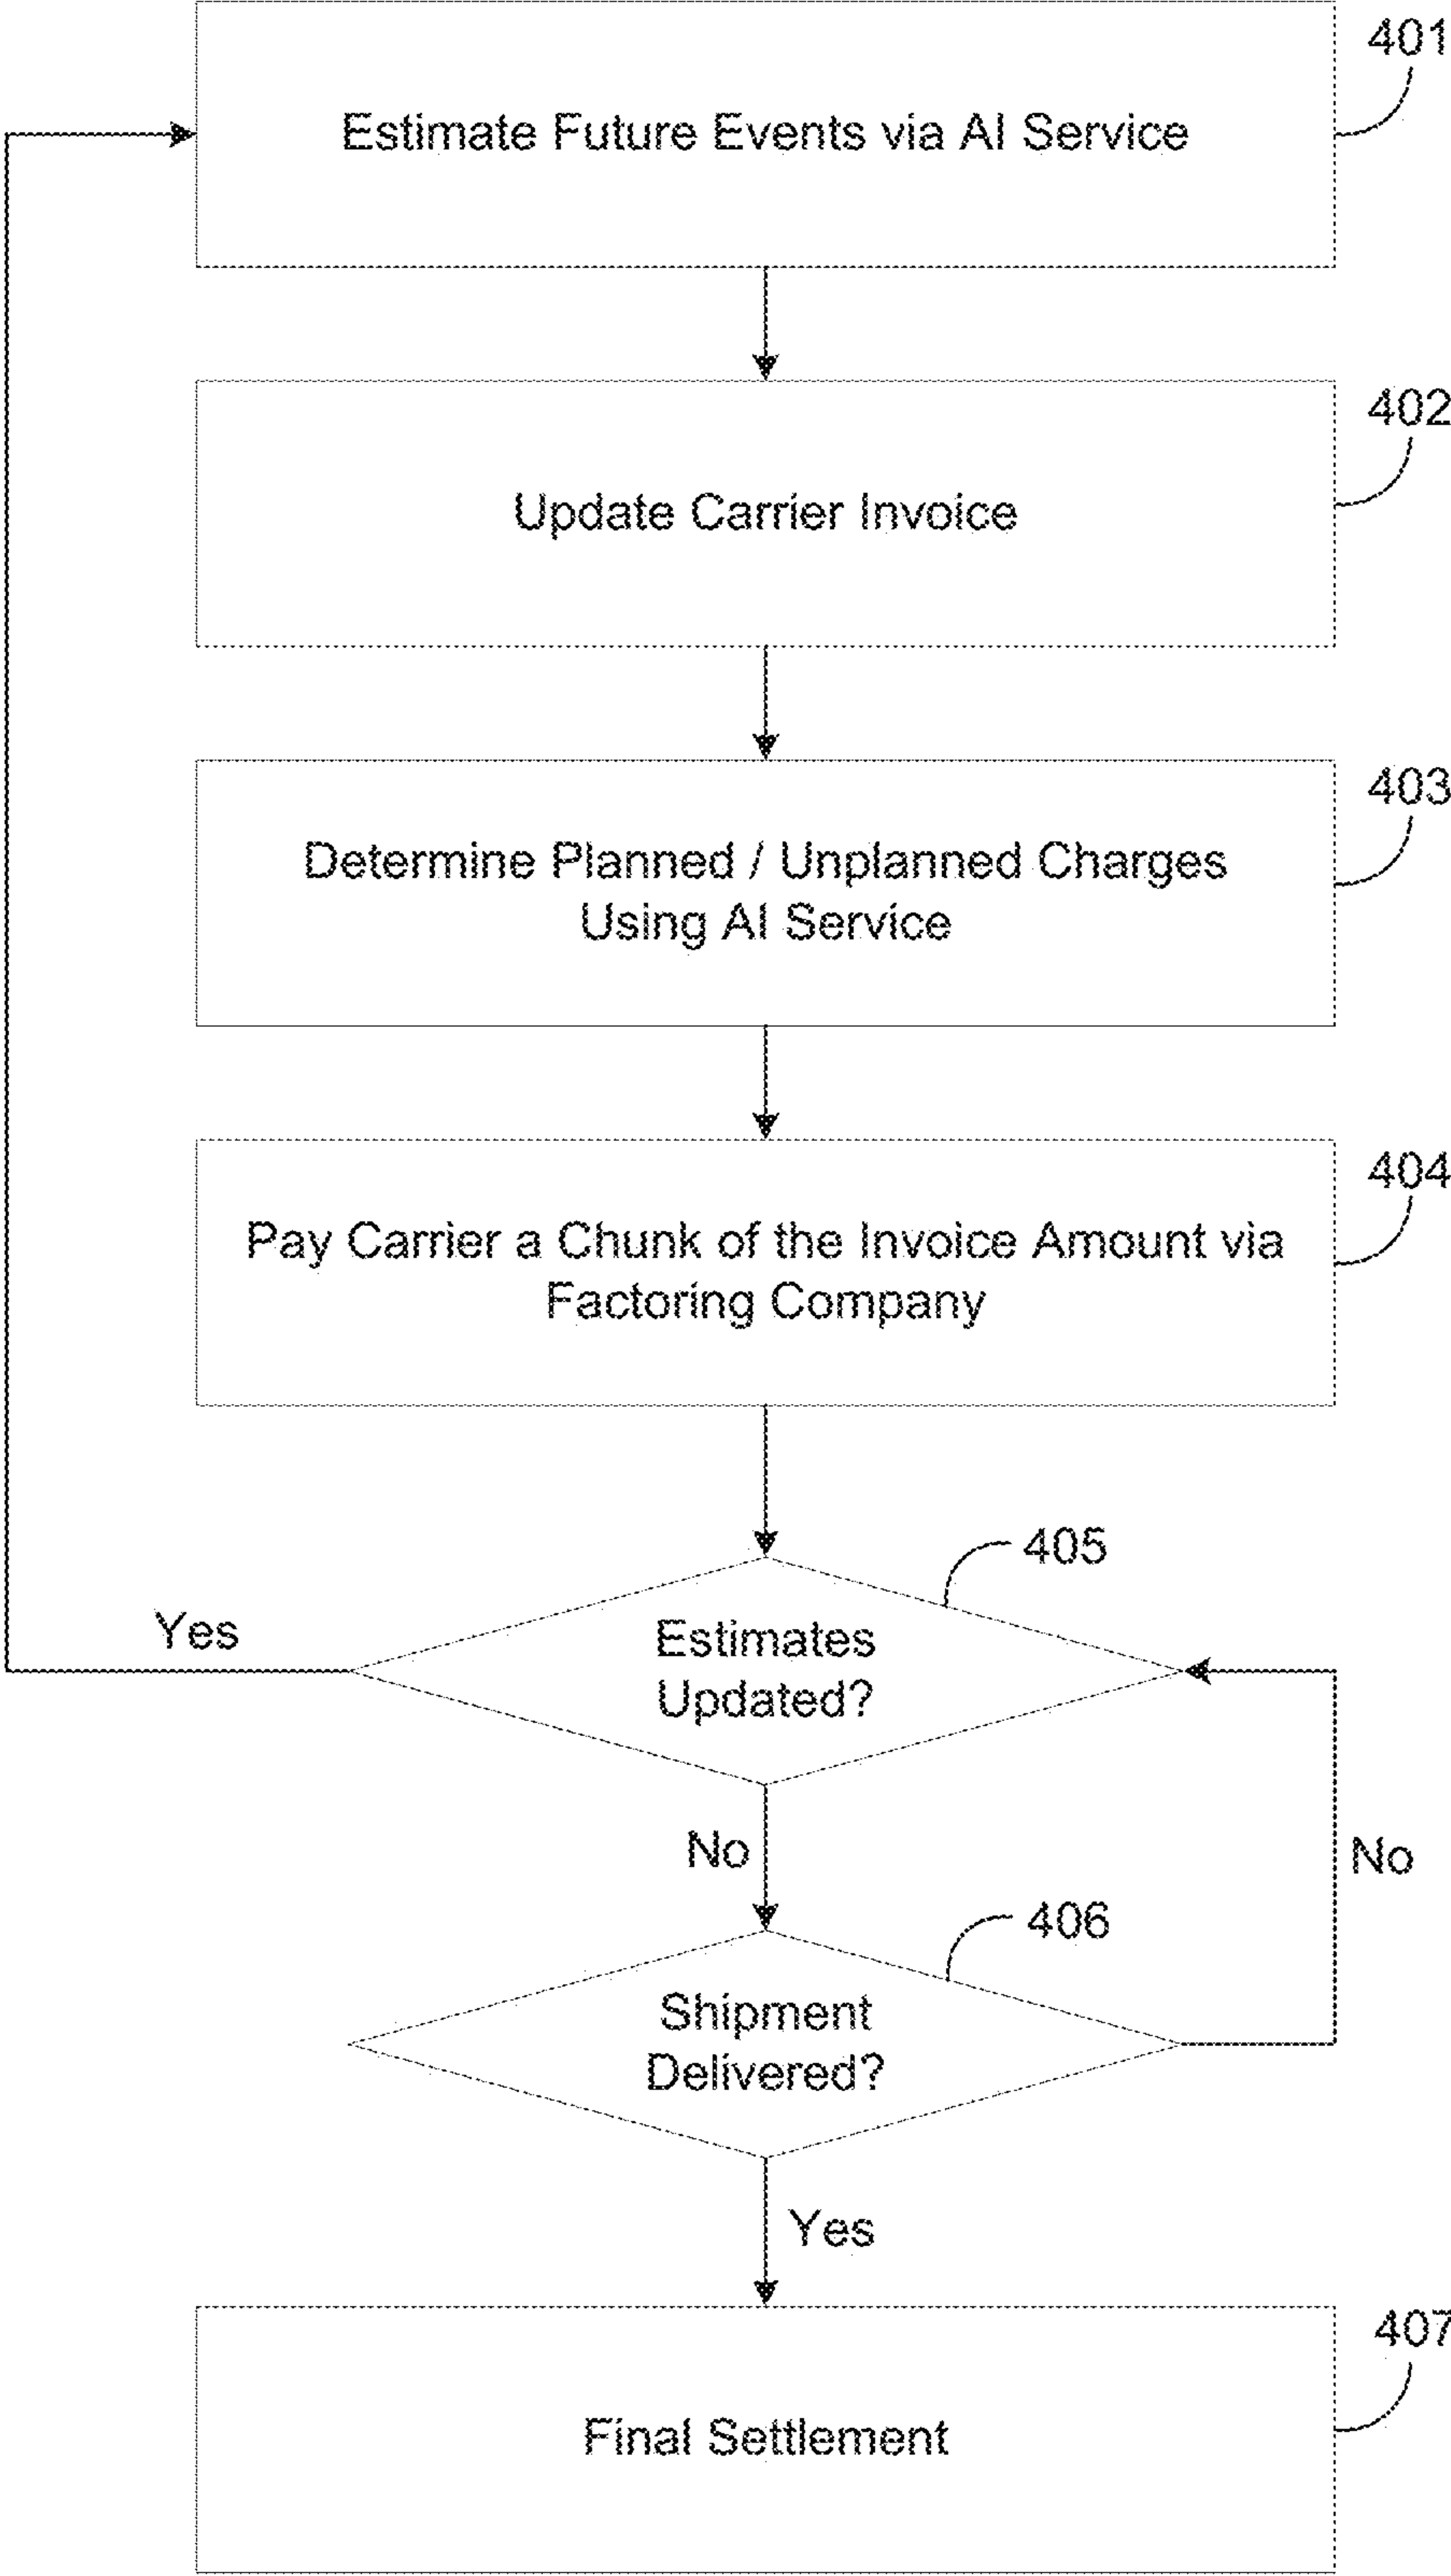 401
Estimate Future Events via AI Service
402
Update Carrier Invoice
403
Determine Planned / Unplanned Charges
Using AI Service
404
Pay Carrier a Chunk of the Invoice Amount via
Factoring Company
405
Yes
Estimates
Updated?
No
No
406
Shipment
Delivered?
Yes
407
Final Settlement